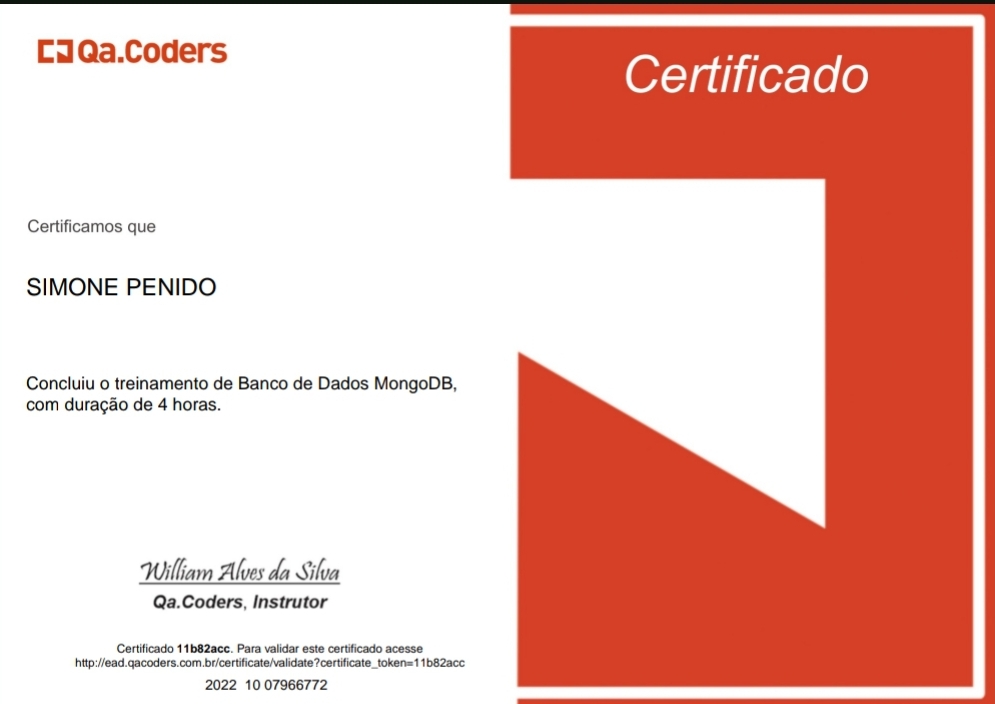 Qa.Coders
Certificado
Certificamos que
SIMONE PENIDO
Concluiu o treinamento de Banco de Dados MongoDB,
com duração de 4 horas.
William Alves da Silva
Qa.Coders, Instrutor
Certificado 11b82acc. Para validar este certificado acesse
http://ead.qacoders.com.br/certificate/validate?certificate_token=11b82acc
2022 10 07966772